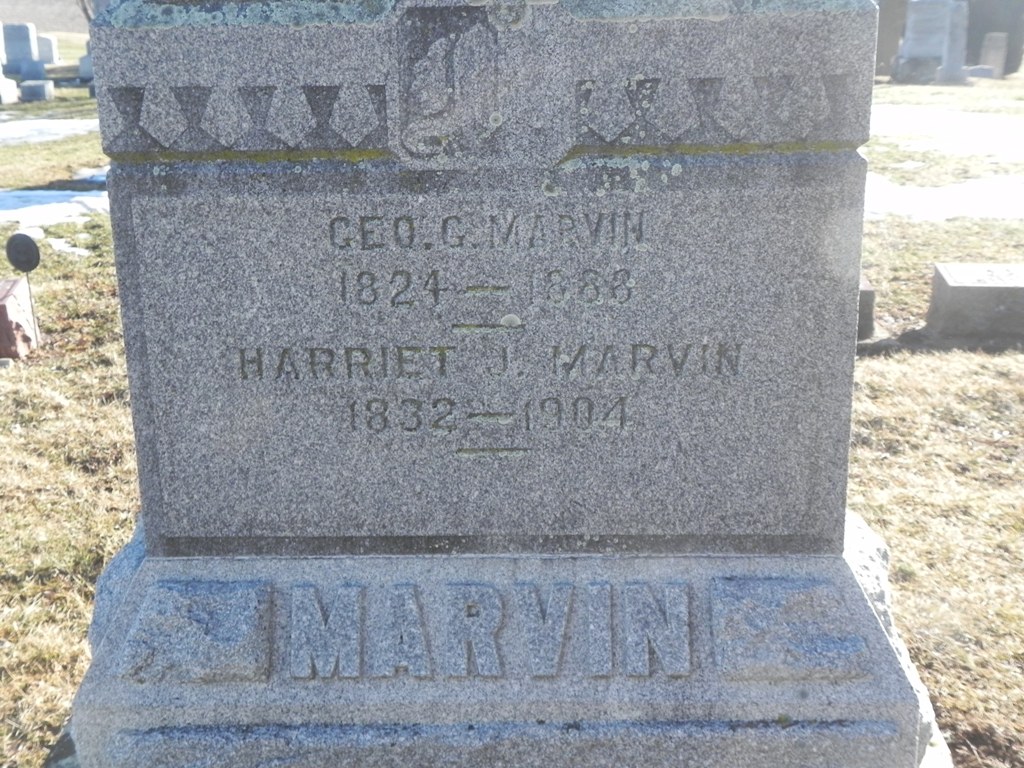 GEO. G. MARVIN
1824 — 1888
HARRIET J. MARVIN
1832 — 1904
MARVIN